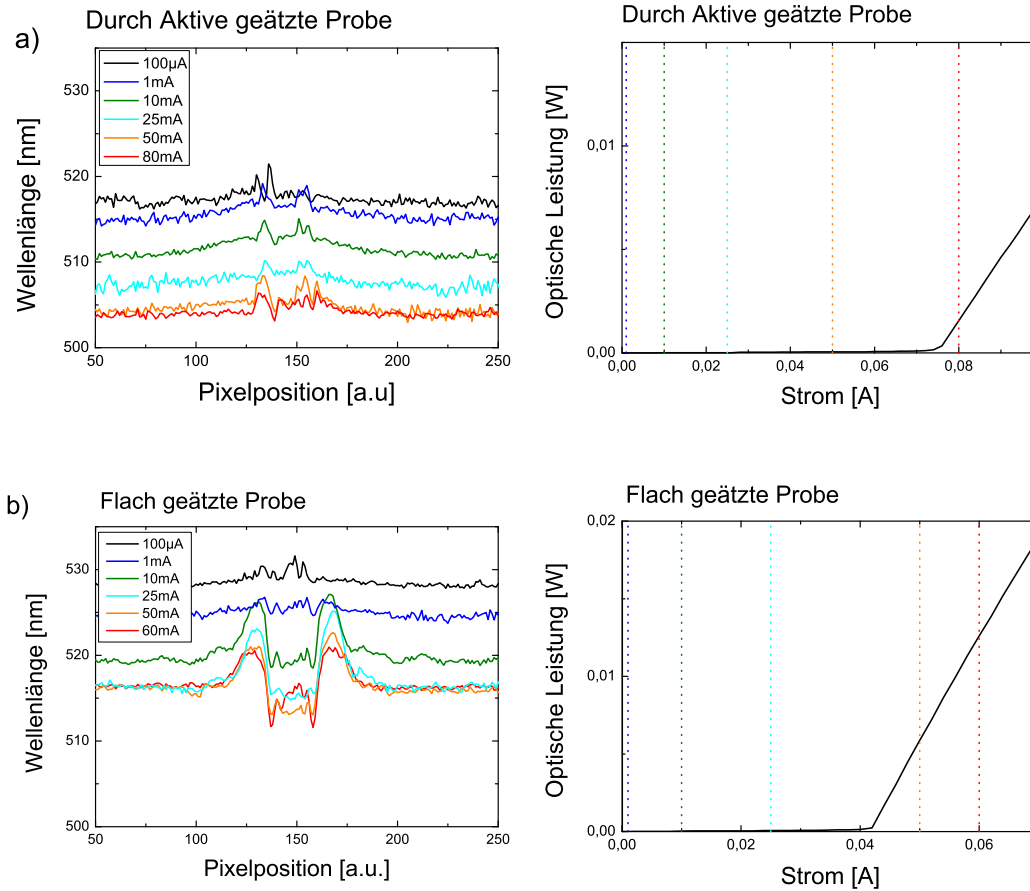 a)
Durch Aktive geätzte Probe
Wellenlänge [nm]
530
520
510
500
100µA
1mA
10mA
25mA
50mA
80mA
50
100
150
200
250
Pixelposition [a.u]
Durch Aktive geätzte Probe
Optische Leistung [W]
0,01
0,00
0,00
0,02
0,04
0,06
0,08
Strom [A]
b)
Flach geätzte Probe
Wellenlänge [nm]
530
520
510
500
100µA
1mA
10mA
25mA
50mA
60mA
50
100
150
200
250
Pixelposition [a.u.]
Flach geätzte Probe
Optische Leistung [W]
0,02
0,01
0,00
0,00
0,02
0,04
0,06
Strom [A]